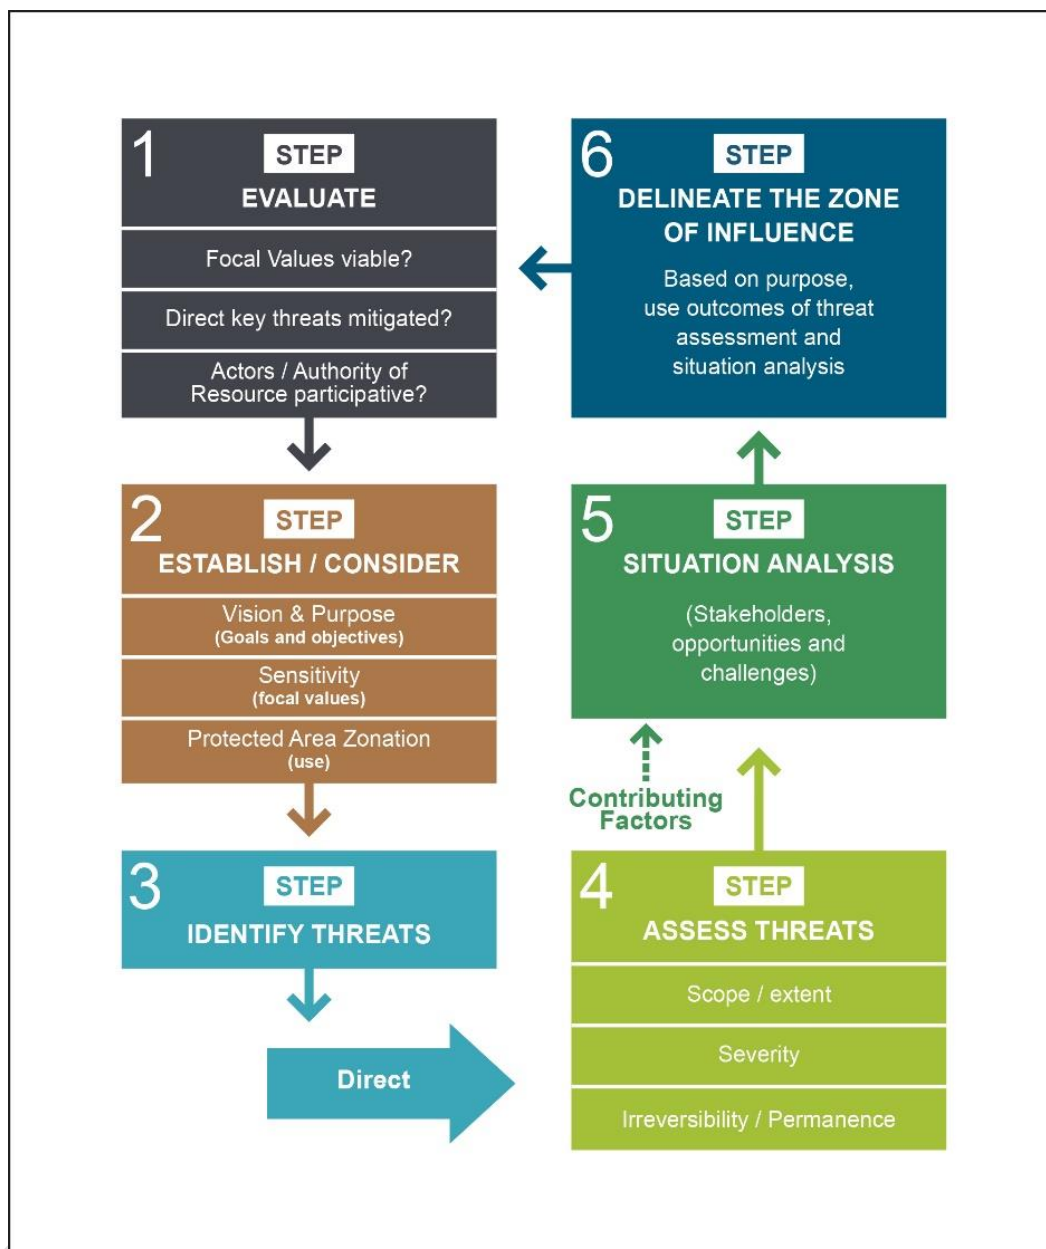 1
STEP
EVALUATE
Focal Values viable?
Direct key threats mitigated?
Actors / Authority of
Resource participative?
2
STEP
ESTABLISH / CONSIDER
Vision & Purpose
(Goals and objectives)
Sensitivity
(focal values)
Protected Area Zonation
(use)
3
STEP
IDENTIFY THREATS
Direct
4
STEP
ASSESS THREATS
Scope / extent
Severity
Irreversibility / Permanence
Contributing
Factors
5
STEP
SITUATION ANALYSIS
(Stakeholders,
opportunities and
challenges)
6
STEP
DELINEATE THE ZONE
OF INFLUENCE
Based on purpose,
use outcomes of threat
assessment and
situation analysis